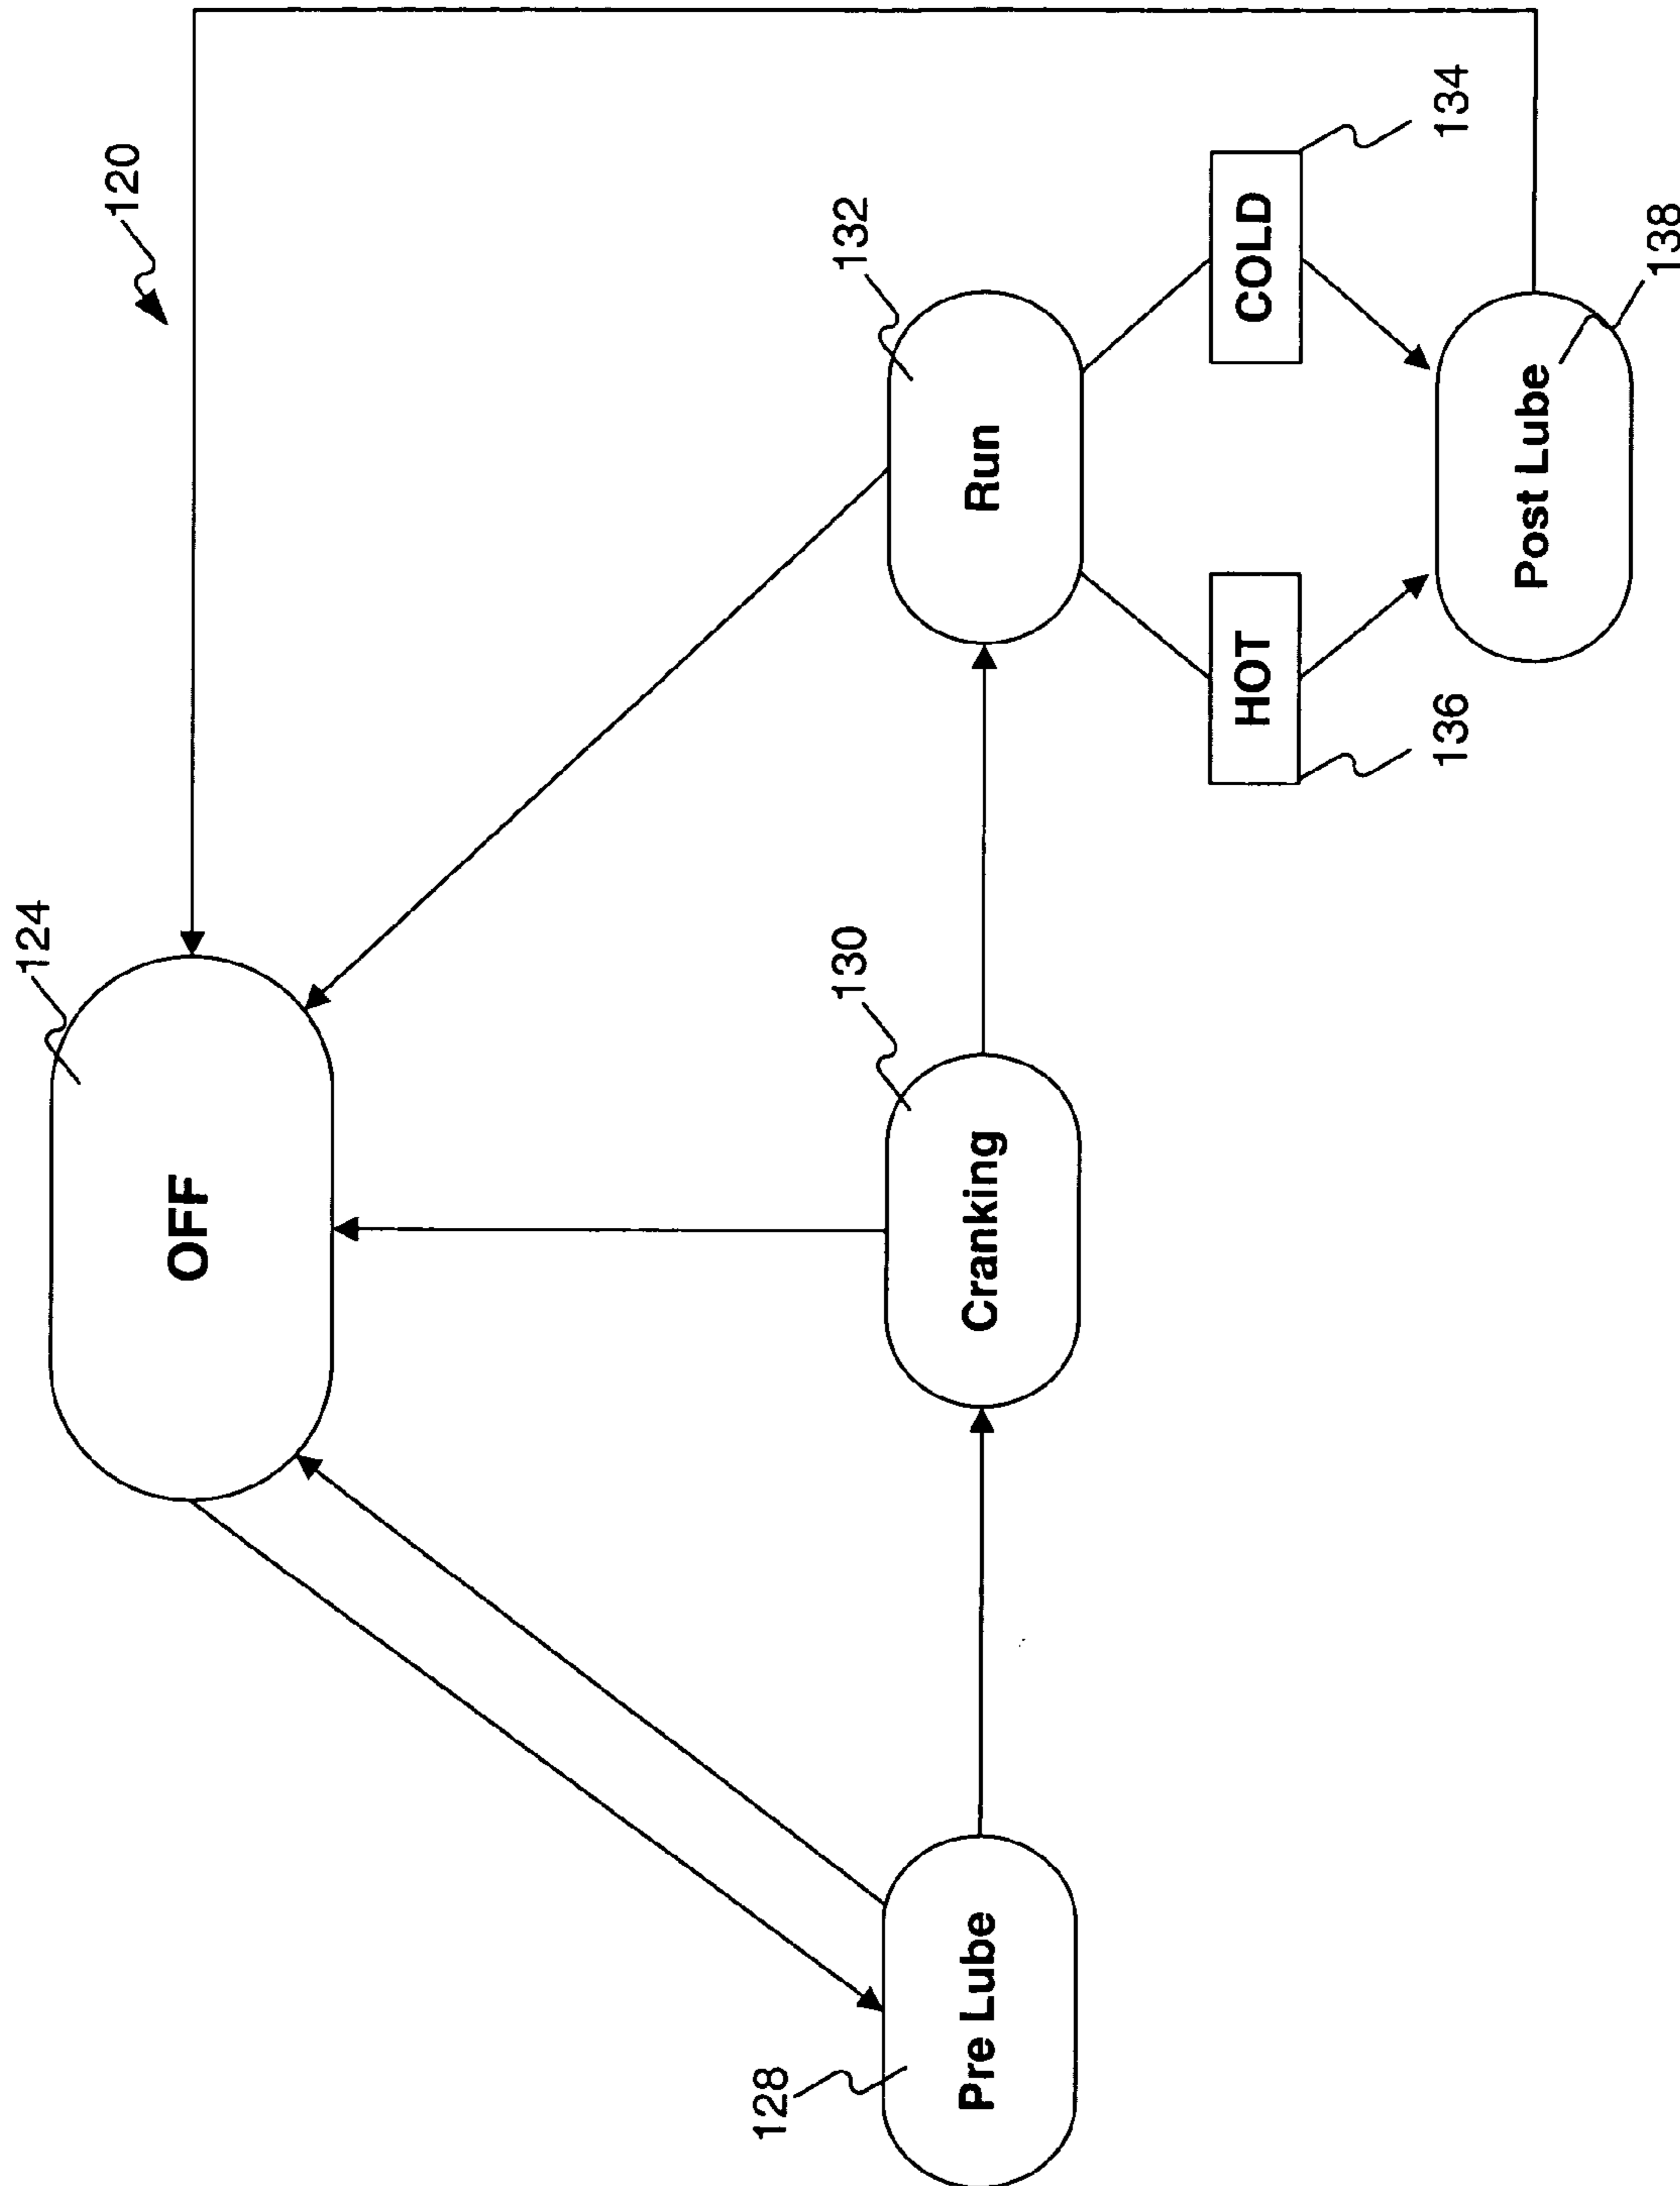 120
124
OFF
128
Pre Lube
130
Cranking
132
Run
136
HOT
134
COLD
138
Post Lube